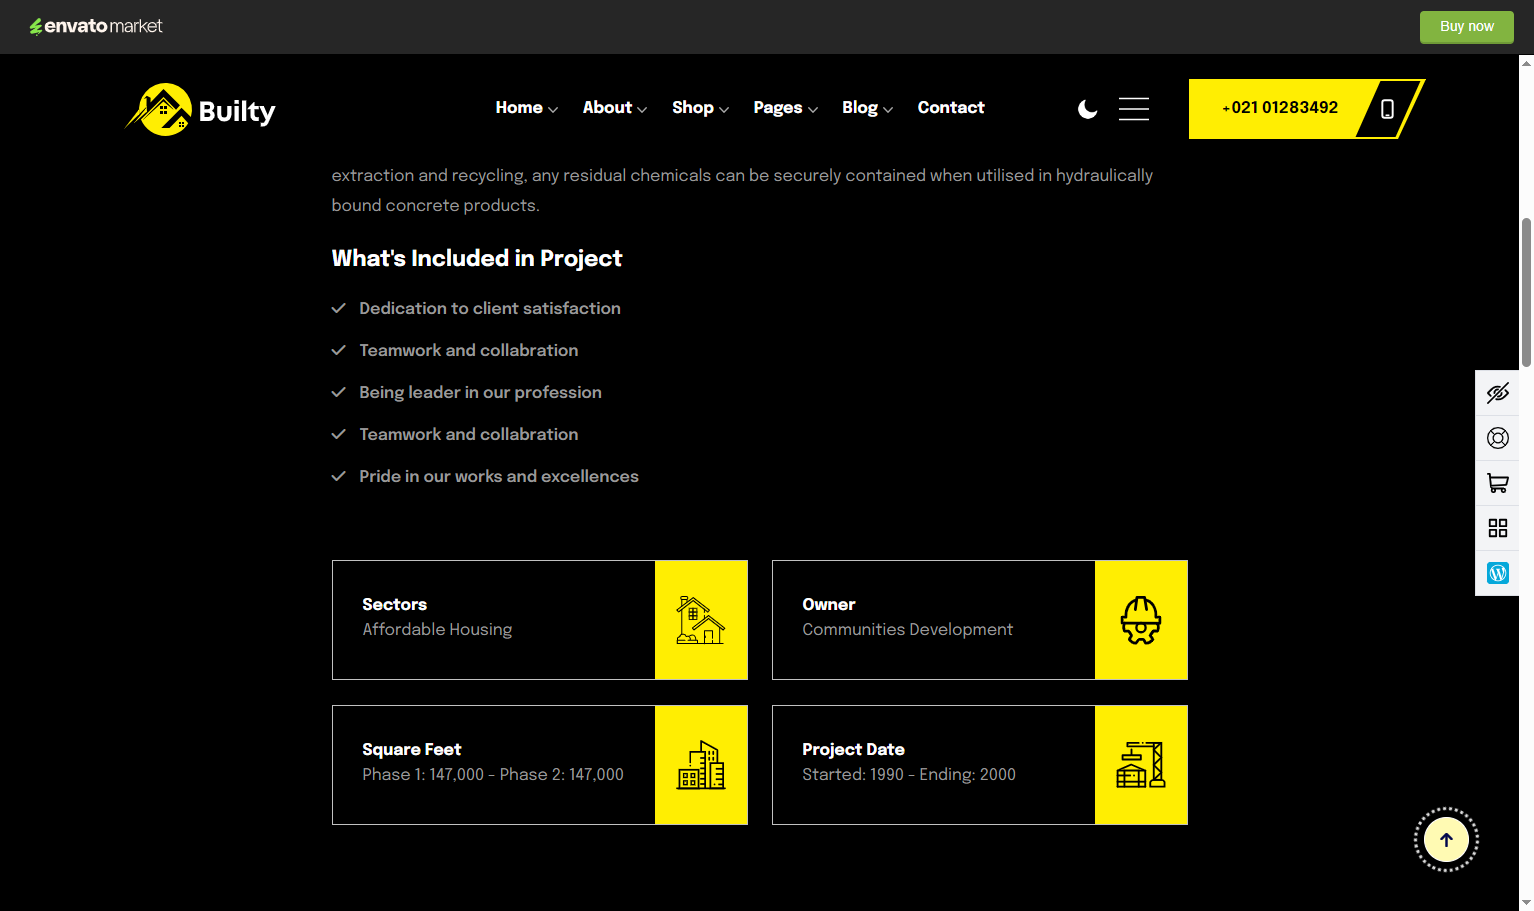 envato market
Buy now
Builty
Home
About
Shop
Pages
Blog
Contact
+021 01283492
extraction and recycling, any residual chemicals can be securely contained when utilised in hydraulically
bound concrete products.
What's Included in Project
Dedication to client satisfaction
Teamwork and collabration
Being leader in our profession
Teamwork and collabration
Pride in our works and excellences
Sectors
Affordable Housing
Owner
Communities Development
Square Feet
Phase 1: 147,000 - Phase 2: 147,000
Project Date
Started: 1990 - Ending: 2000